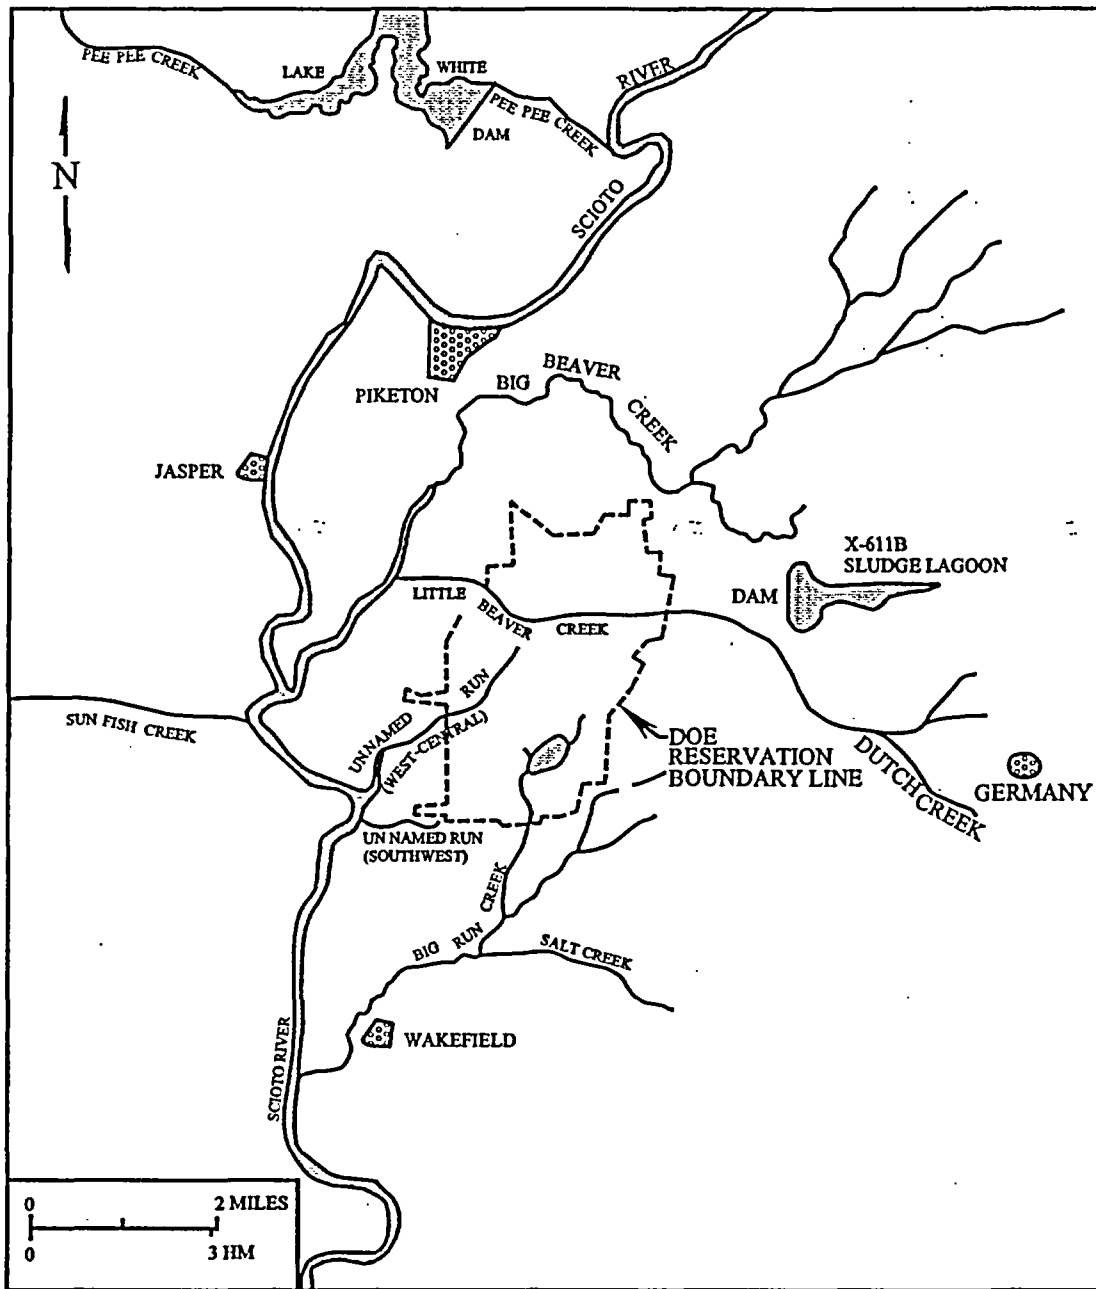 PEE PEE CREEK
LAKE
WHITE
PEE PEE CREEK
DAM
RIVER
N
SCIOTO
PIKETON
BIG
BEAVER
CREEK
JASPER
X-611B
SLUDGE LAGOON
DAM
LITTLE
BEAVER
CREEK
SUN FISH CREEK
UN NAMED
RUN
(WEST-CENTRAL)
DOE
RESERVATION
BOUNDARY LINE
DUTCH CREEK
GERMANY
UN NAMED RUN
(SOUTHWEST)
BIG RUN CREEK
SALT CREEK
WAKEFIELD
SCIOTO RIVER
0 2 MILES
0 3 HM